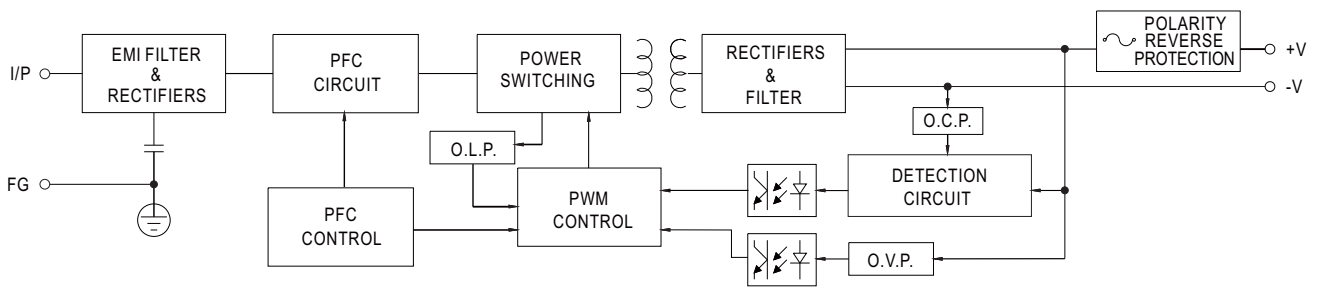 I/P
EMI FILTER
&
RECTIFIERS
PFC
CIRCUIT
POWER
SWITCHING
RECTIFIERS
&
FILTER
POLARITY
REVERSE
PROTECTION
+V
-V
O.C.P.
O.L.P.
DETECTION
CIRCUIT
FG
PFC
CONTROL
PWM
CONTROL
O.V.P.